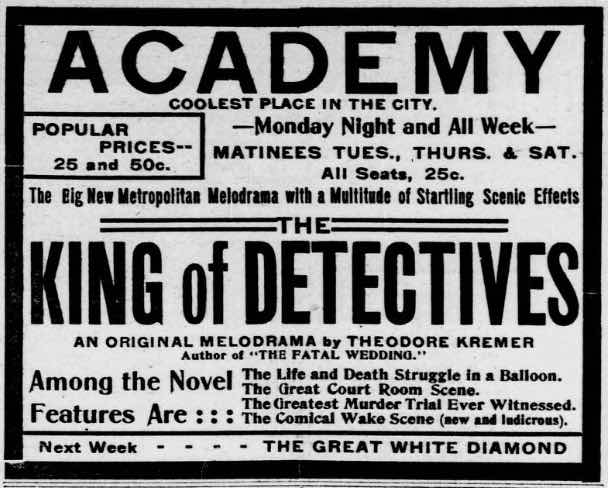 ACADEMY
COOLEST PLACE IN THE CITY.
POPULAR
PRICES--
25 and 50c.
—Monday Night and All Week—
MATINEES TUES., THURS. & SAT.
All Seats, 25c.
The Big New Metropolitan Melodrama with a Multitude of Startling Scenic Effects
THE
KING of DETECTIVES
AN ORIGINAL MELODRAMA by THEODORE KREMER
Author of "THE FATAL WEDDING."
Among the Novel
Features Are : : :
The Life and Death Struggle in a Balloon.
The Great Court Room Scene.
The Greatest Murder Trial Ever Witnessed.
The Comical Wake Scene (new and ludicrous).
Next Week - - - - THE GREAT WHITE DIAMOND